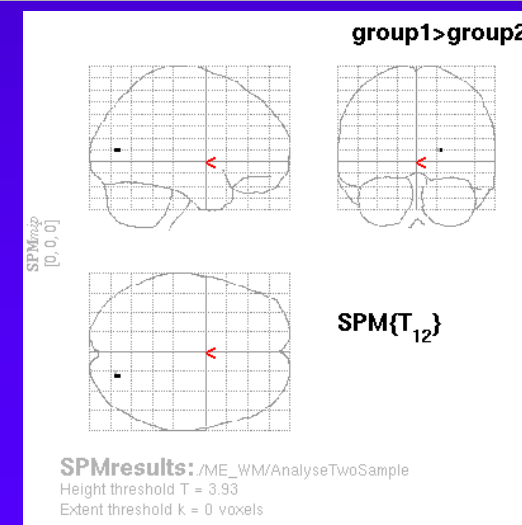 group1>group2
<
<
SPMmip
[0, 0, 0]
<
SPM{T12}
SPMresults: ./ME_WM/AnalyseTwoSample
Height threshold T = 3.93
Extent threshold k = 0 voxels